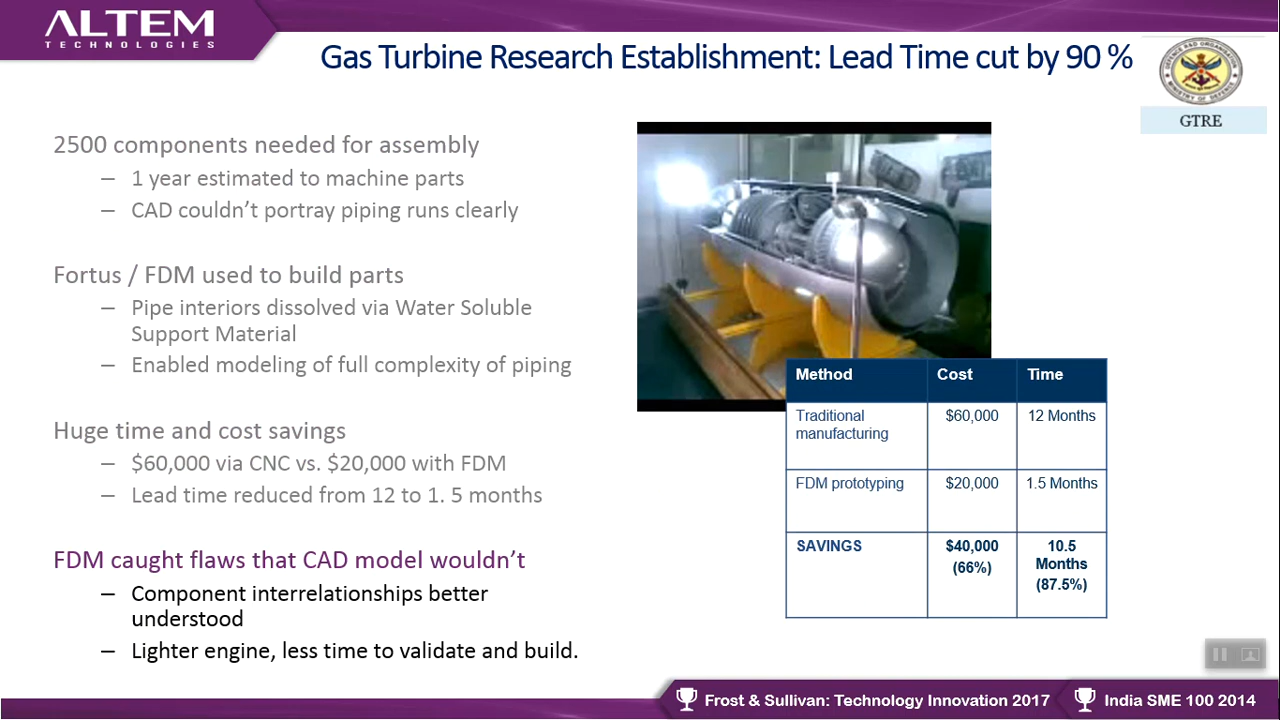 ALTEM
TECHNOLOGIES
Gas Turbine Research Establishment: Lead Time cut by 90 %
DEFENCE R&D ORGANISATION
MINISTRY OF DEFENCE
GTRE
2500 components needed for assembly
– 1 year estimated to machine parts
– CAD couldn’t portray piping runs clearly
Fortus / FDM used to build parts
– Pipe interiors dissolved via Water Soluble
Support Material
– Enabled modeling of full complexity of piping
Huge time and cost savings
– $60,000 via CNC vs. $20,000 with FDM
– Lead time reduced from 12 to 1. 5 months
FDM caught flaws that CAD model wouldn’t
– Component interrelationships better
understood
– Lighter engine, less time to validate and build.
Method Cost Time
Traditional $60,000 12 Months
manufacturing
FDM prototyping $20,000 1.5 Months
SAVINGS $40,000 10.5
(66%) Months
(87.5%)
Frost & Sullivan: Technology Innovation 2017
India SME 100 2014